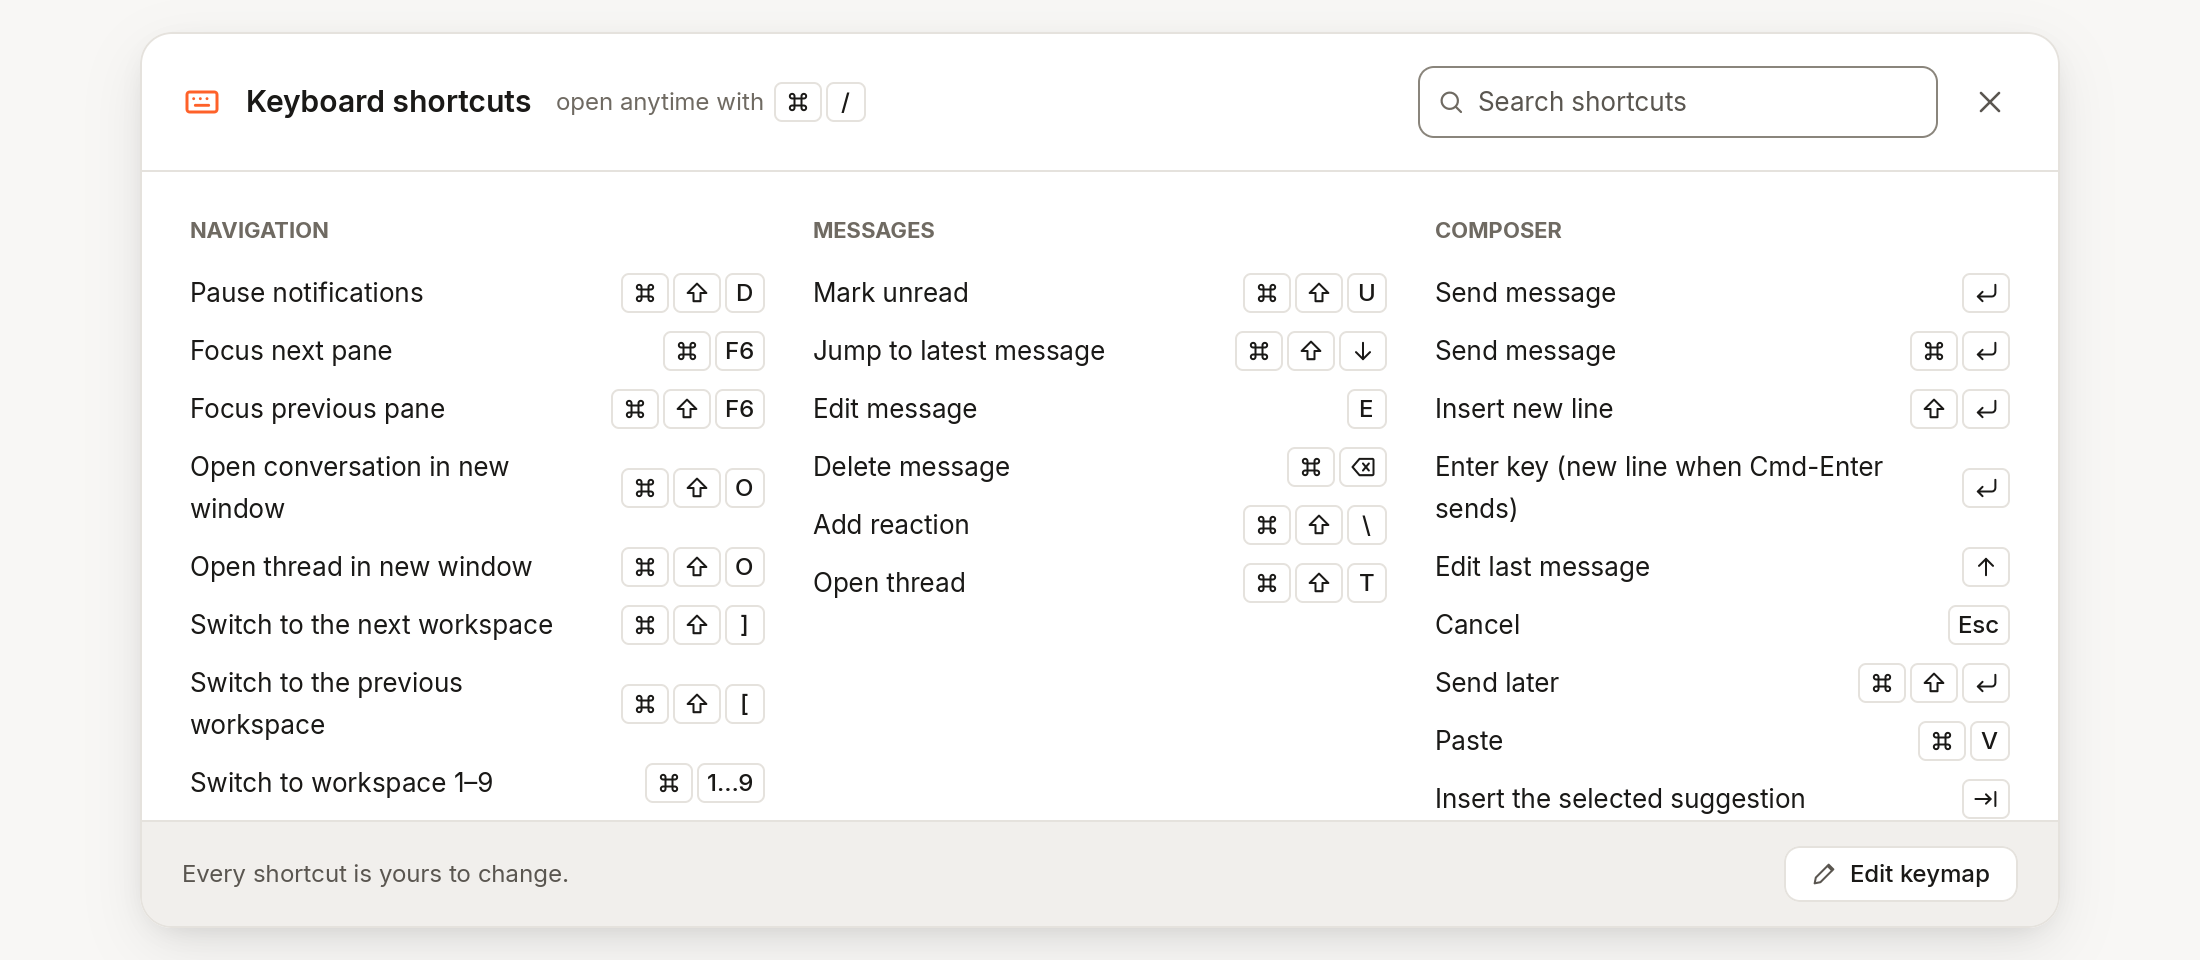 Keyboard shortcuts open anytime with ⌘ /
Search shortcuts
NAVIGATION
Pause notifications ⌘ ⇧ D
Focus next pane ⌘ F6
Focus previous pane ⌘ ⇧ F6
Open conversation in new
window ⌘ ⇧ O
Open thread in new window ⌘ ⇧ O
Switch to the next workspace ⌘ ⇧ ]
Switch to the previous
workspace ⌘ ⇧ [
Switch to workspace 1–9 ⌘ 1...9
MESSAGES
Mark unread ⌘ ⇧ U
Jump to latest message ⌘ ⇧ ↓
Edit message E
Delete message ⌘ ⌫
Add reaction ⌘ ⇧ \
Open thread ⌘ ⇧ T
COMPOSER
Send message ↵
Send message ⌘ ↵
Insert new line ⇧ ↵
Enter key (new line when Cmd-Enter
sends) ↵
Edit last message ↑
Cancel Esc
Send later ⌘ ⇧ ↵
Paste ⌘ V
Insert the selected suggestion ⇥
Every shortcut is yours to change.
Edit keymap